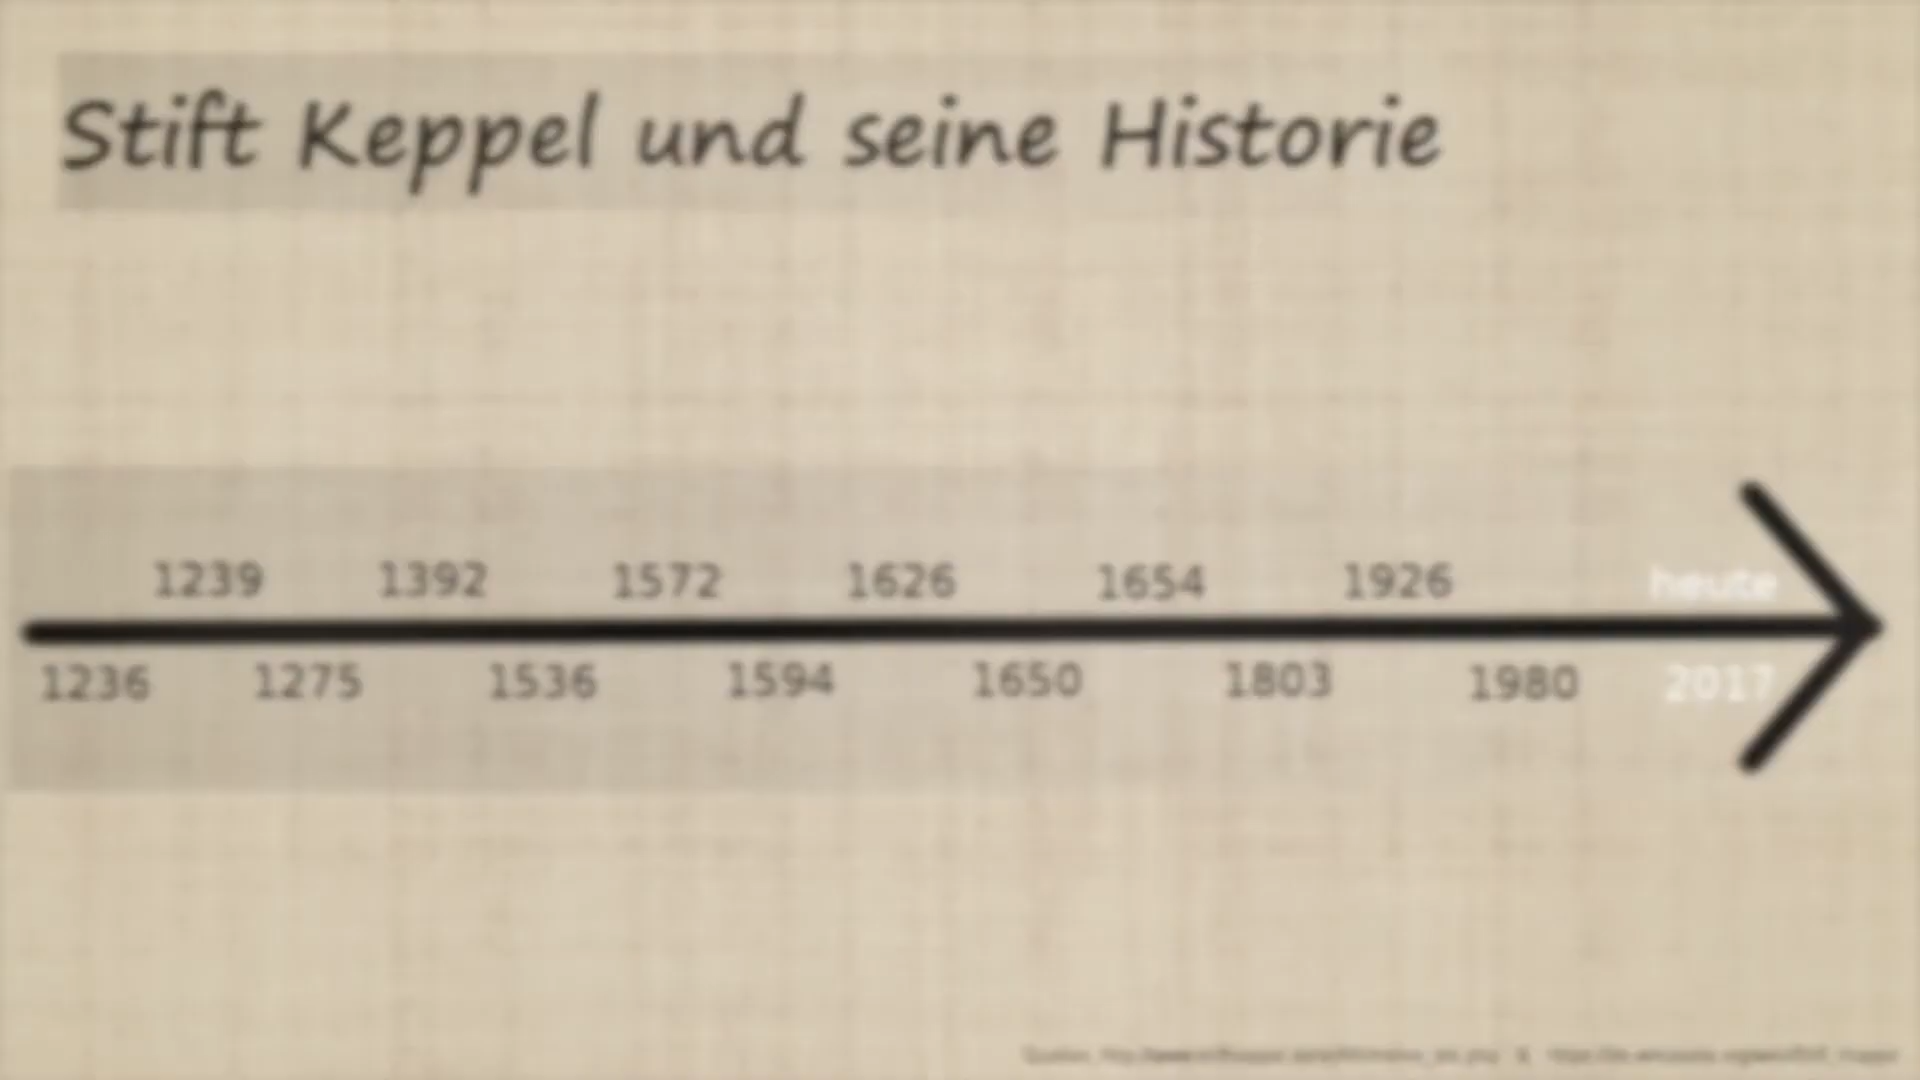 Stift Keppel und seine Historie
1239 1392 1572 1626 1654 1926 heute
1236 1275 1536 1594 1650 1803 1980 2017